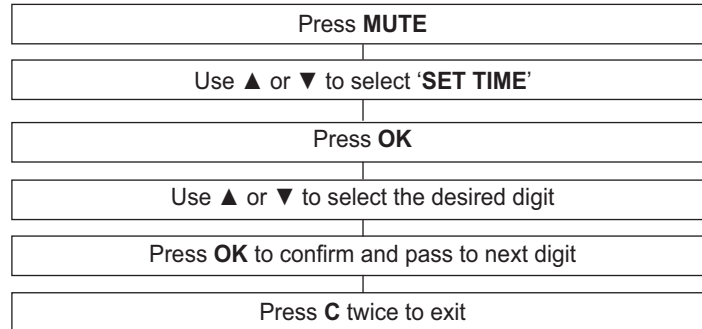 Press MUTE
Use ▲ or ▼ to select ‘SET TIME’
Press OK
Use ▲ or ▼ to select the desired digit
Press OK to confirm and pass to next digit
Press C twice to exit